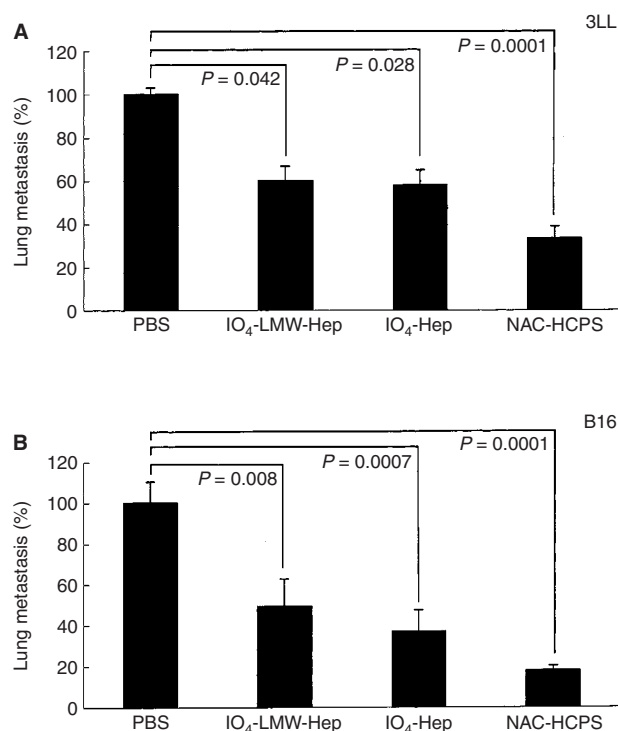 A
3LL
P = 0.042
P = 0.028
P = 0.0001
Lung metastasis (%)
120
100
80
60
40
20
0
PBS
IO₄-LMW-Hep
IO₄-Hep
NAC-HCPS
B
B16
P = 0.008
P = 0.0007
P = 0.0001
Lung metastasis (%)
120
100
80
60
40
20
0
PBS
IO₄-LMW-Hep
IO₄-Hep
NAC-HCPS